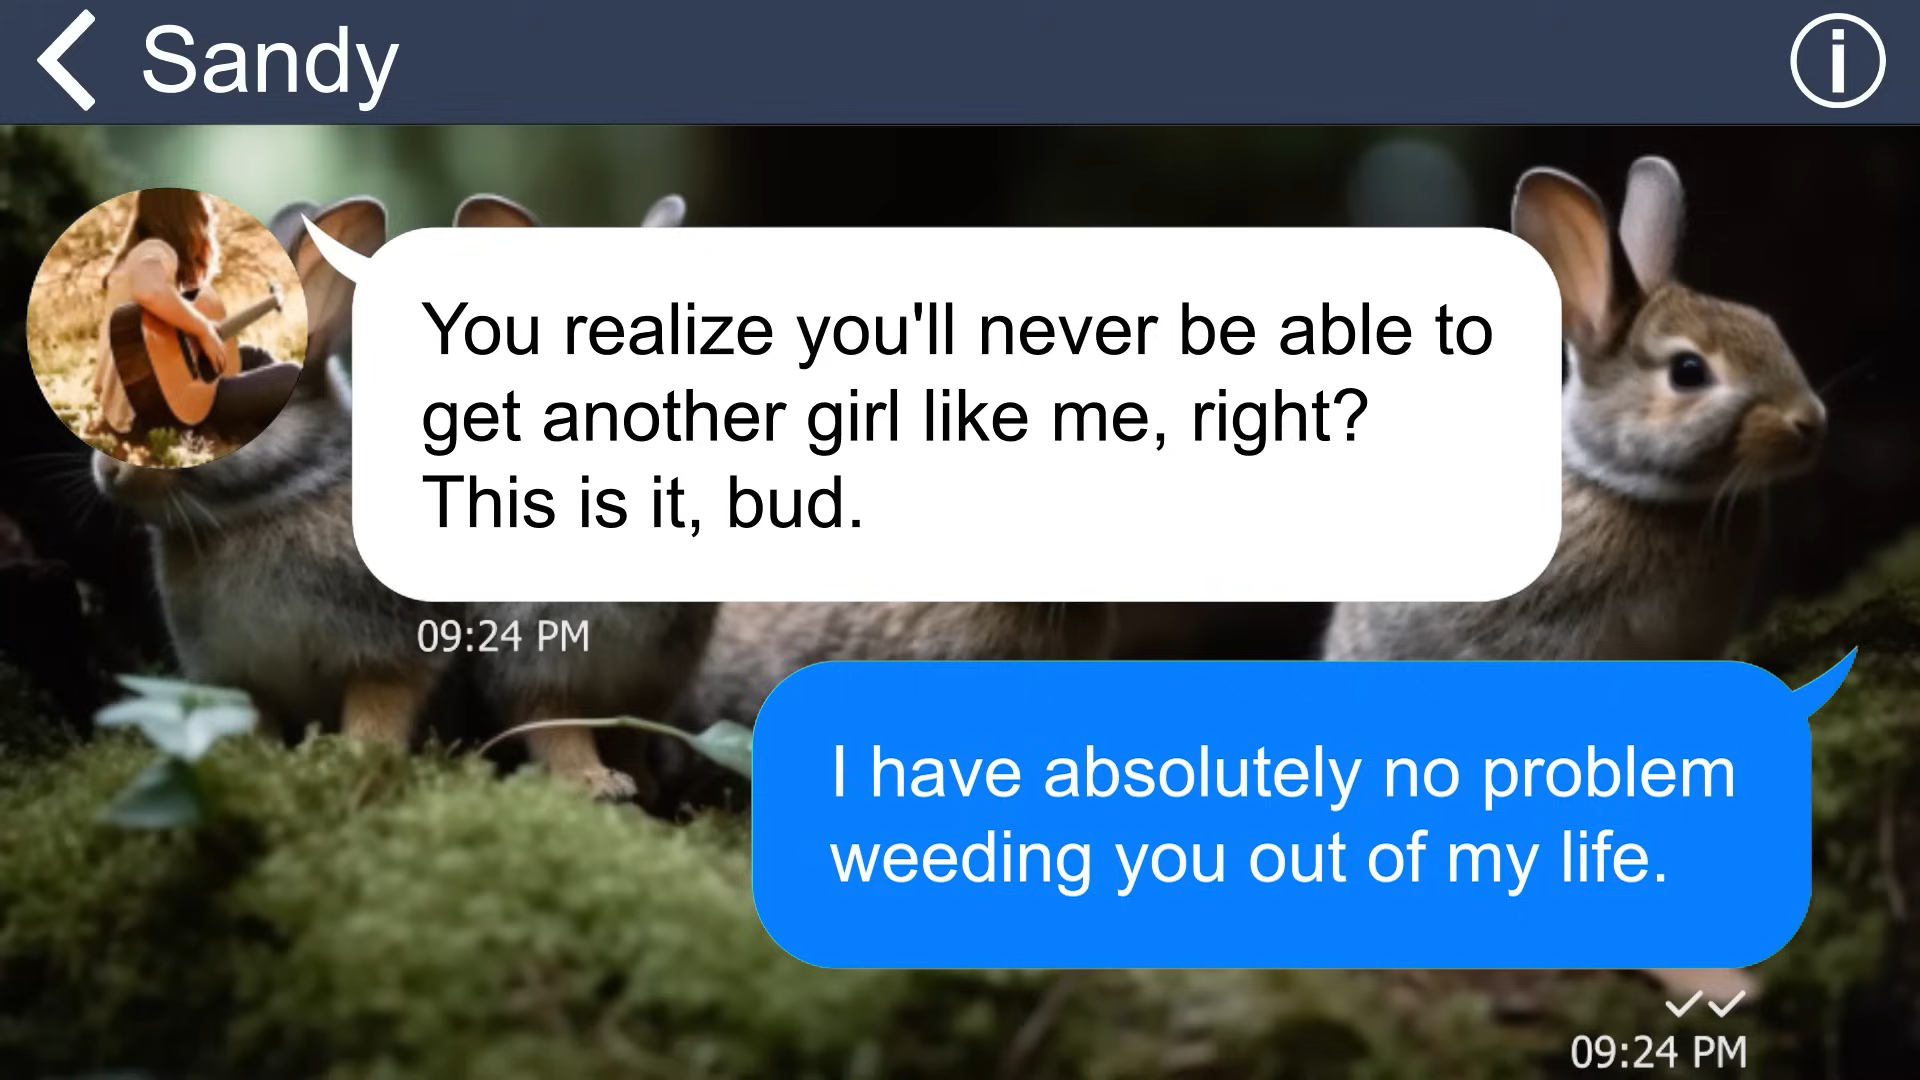 Sandy
You realize you'll never be able to
get another girl like me, right?
This is it, bud.
09:24 PM
I have absolutely no problem
weeding you out of my life.
09:24 PM